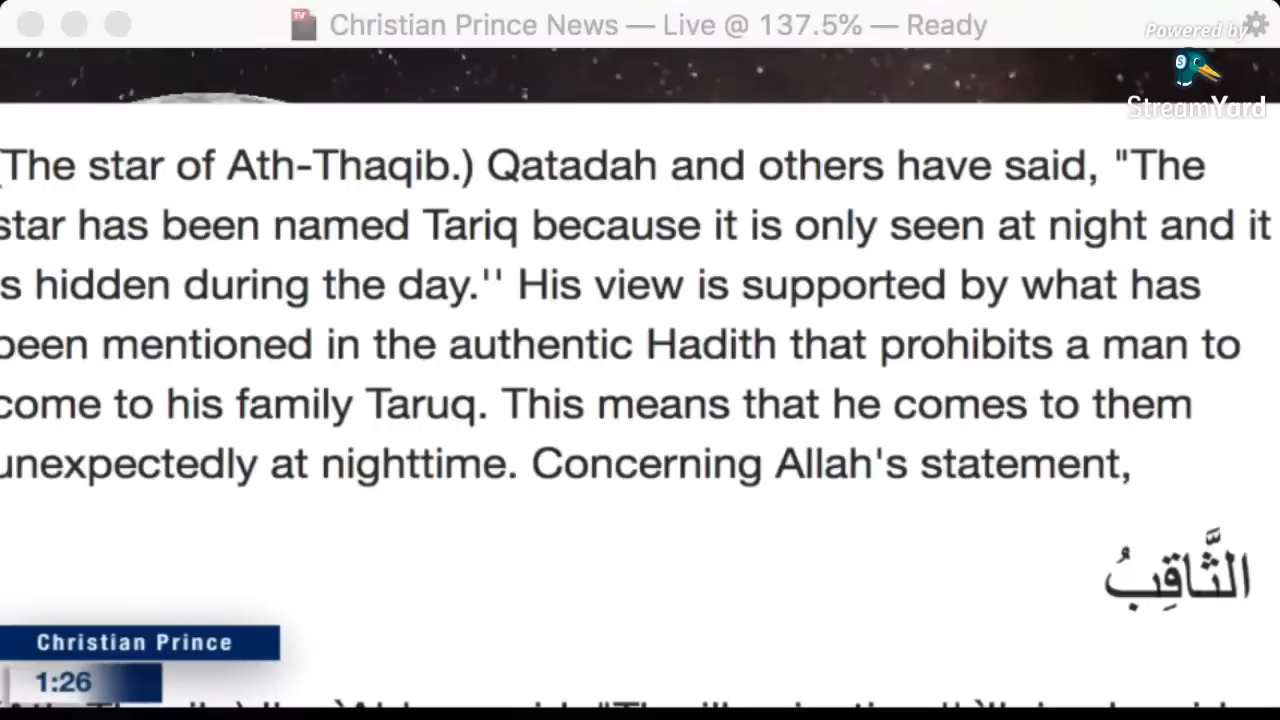 Christian Prince News — Live @ 137.5% — Ready
Powered by
StreamYard
(The star of Ath-Thaqib.) Qatadah and others have said, "The
star has been named Tariq because it is only seen at night and it
is hidden during the day.'' His view is supported by what has
been mentioned in the authentic Hadith that prohibits a man to
come to his family Taruq. This means that he comes to them
unexpectedly at nighttime. Concerning Allah's statement,
الثَّاقِبُ
Christian Prince
1:26